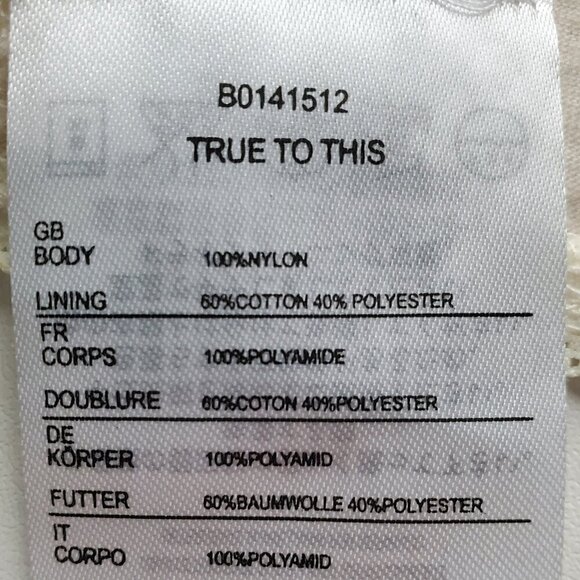 B0141512
TRUE TO THIS
GB
BODY 100%NYLON
LINING 60%COTTON 40% POLYESTER
FR
CORPS 100%POLYAMIDE
DOUBLURE 60%COTON 40%POLYESTER
DE
KÖRPER 100%POLYAMID
FUTTER 60%BAUMWOLLE 40%POLYESTER
IT
CORPO 100%POLYAMID